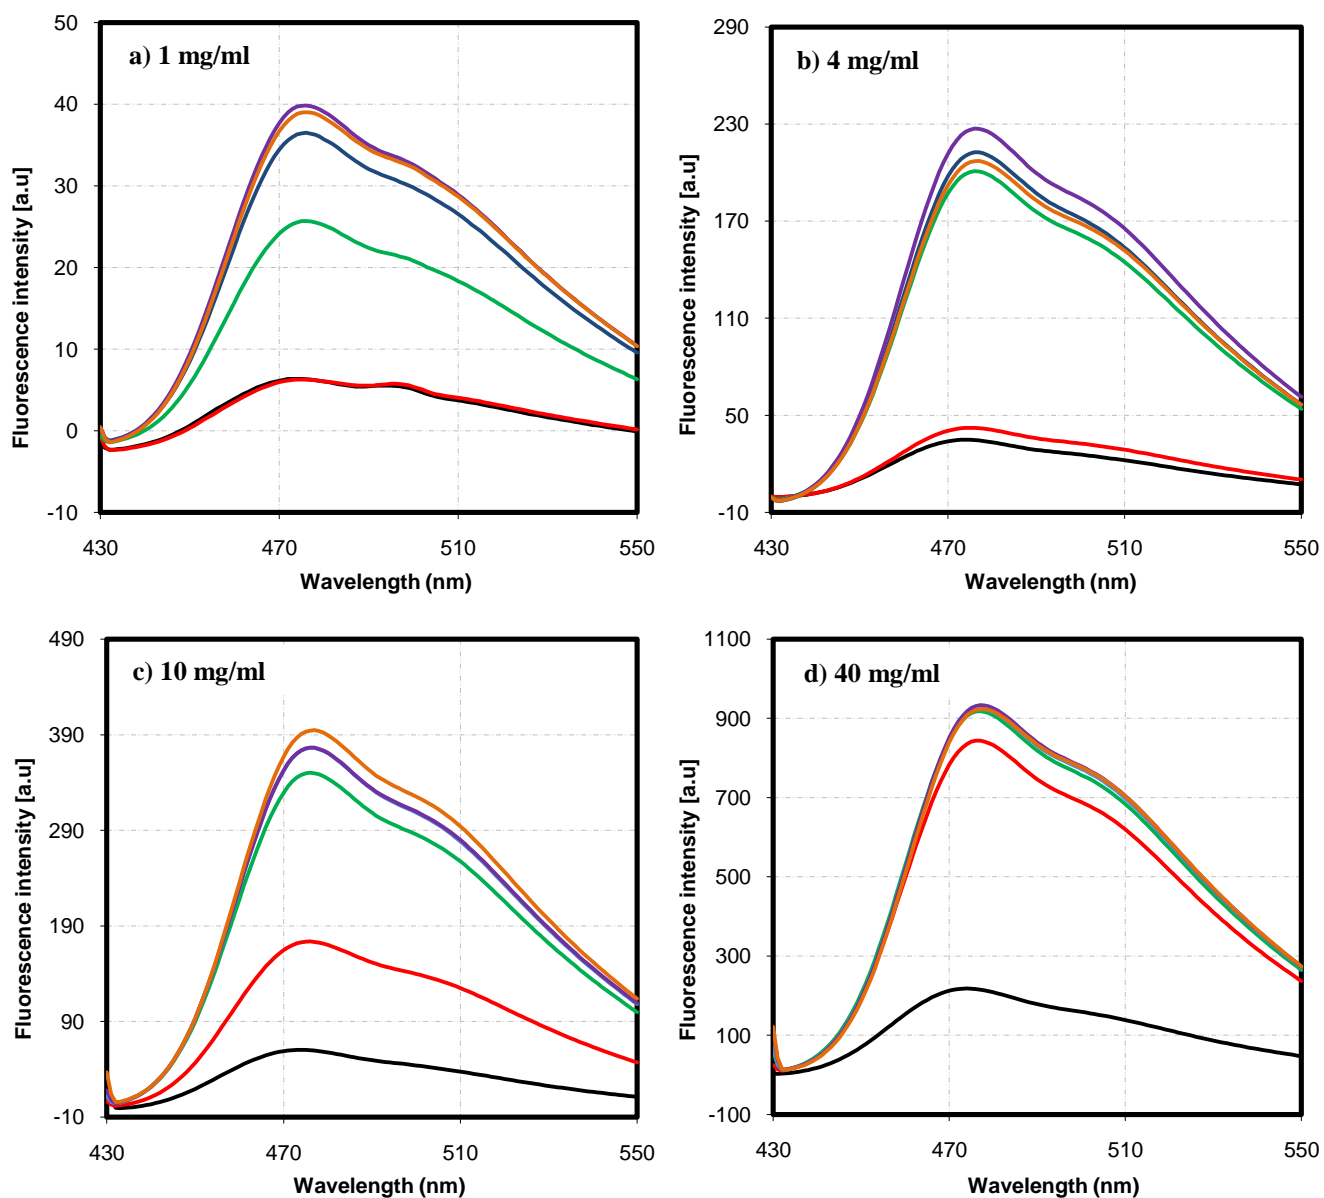 a) 1 mg/ml
50
40
30
20
10
0
-10
430 470 510 550
Wavelength (nm)
Fluorescence intensity [a.u]
b) 4 mg/ml
290
230
170
110
50
-10
430 470 510 550
Wavelength (nm)
Fluorescence intensity [a.u]
c) 10 mg/ml
490
390
290
190
90
-10
430 470 510 550
Wavelength (nm)
Fluorescence intensity [a.u]
d) 40 mg/ml
1100
900
700
500
300
100
-100
430 470 510 550
Wavelength (nm)
Fluorescence intensity [a.u]